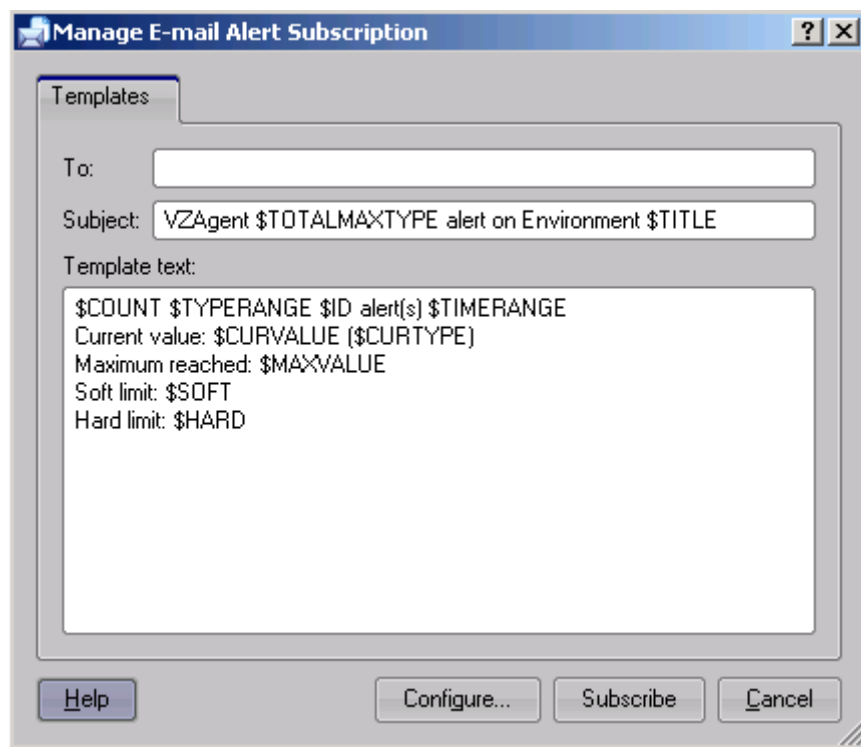 Manage E-mail Alert Subscription
Templates
To:
Subject: VZAgent $TOTALMAXTYPE alert on Environment $TITLE
Template text:
$COUNT $TYPERANGE $ID alert(s) $TIMERANGE
Current value: $CURVALUE ($CURTYPE)
Maximum reached: $MAXVALUE
Soft limit: $SOFT
Hard limit: $HARD
Help Configure... Subscribe Cancel